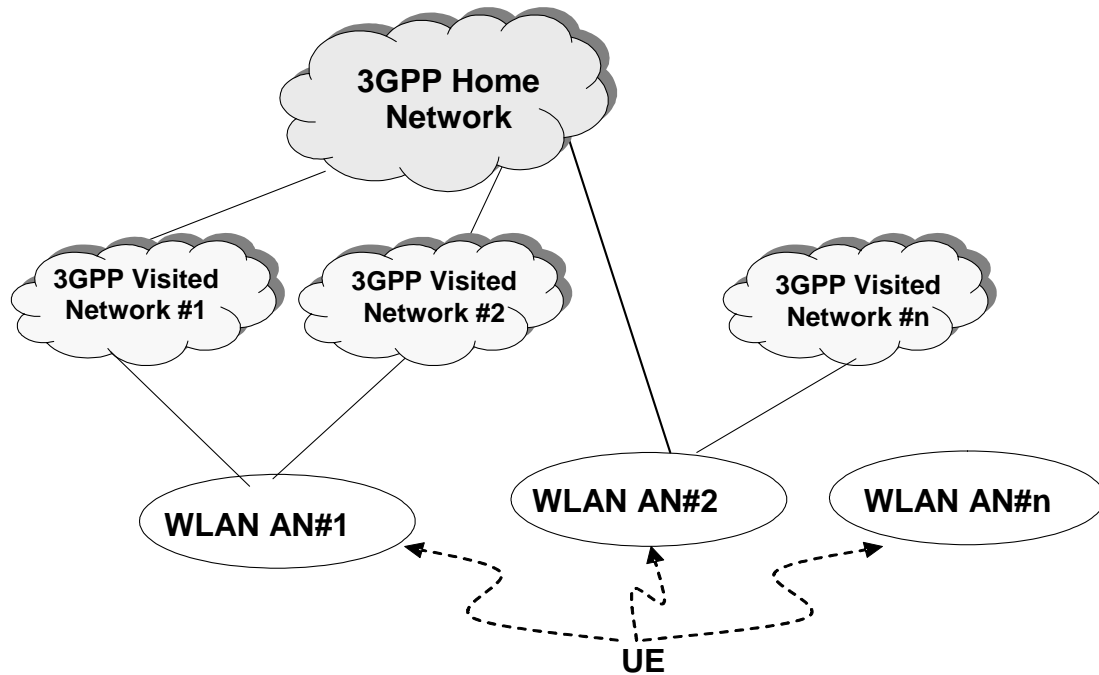 3GPP Home
Network
3GPP Visited
Network #1
3GPP Visited
Network #2
3GPP Visited
Network #n
WLAN AN#1
WLAN AN#2
WLAN AN#n
UE